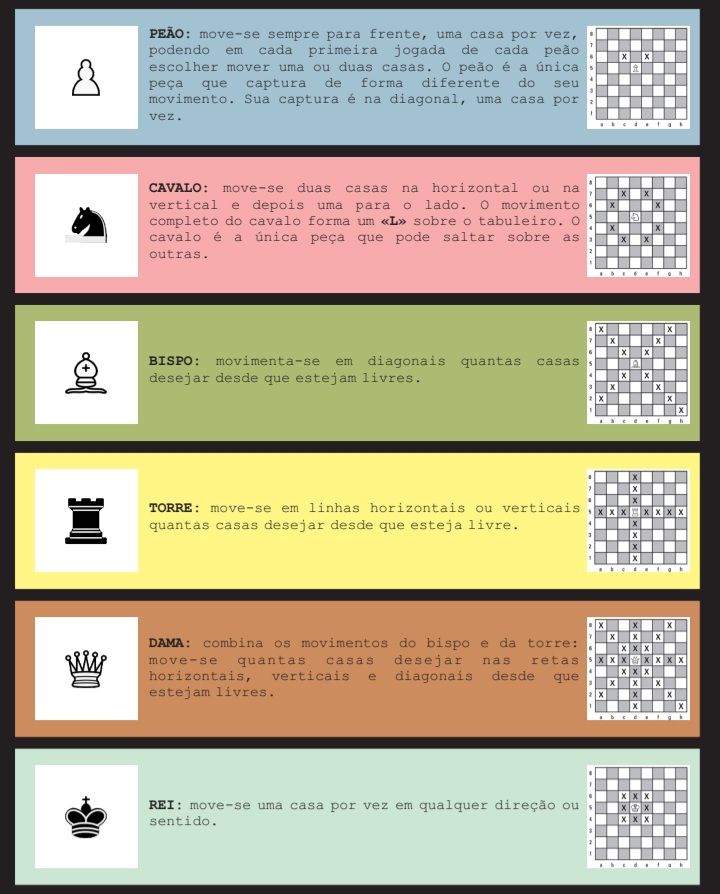 PEÃO: move-se sempre para frente, uma casa por vez,
podendo em cada primeira jogada de cada peão
escolher mover uma ou duas casas. O peão é a única
peça que captura de forma diferente do seu
movimento. Sua captura é na diagonal, uma casa por
vez.
CAVALO: move-se duas casas na horizontal ou na
vertical e depois uma para o lado. O movimento
completo do cavalo forma um «L» sobre o tabuleiro. O
cavalo é a única peça que pode saltar sobre as
outras.
BISPO: movimenta-se em diagonais quantas casas
desejar desde que estejam livres.
TORRE: move-se em linhas horizontais ou verticais
quantas casas desejar desde que esteja livre.
DAMA: combina os movimentos do bispo e da torre:
move-se quantas casas desejar nas retas
horizontais, verticais e diagonais desde que
estejam livres.
REI: move-se uma casa por vez em qualquer direção ou
sentido.